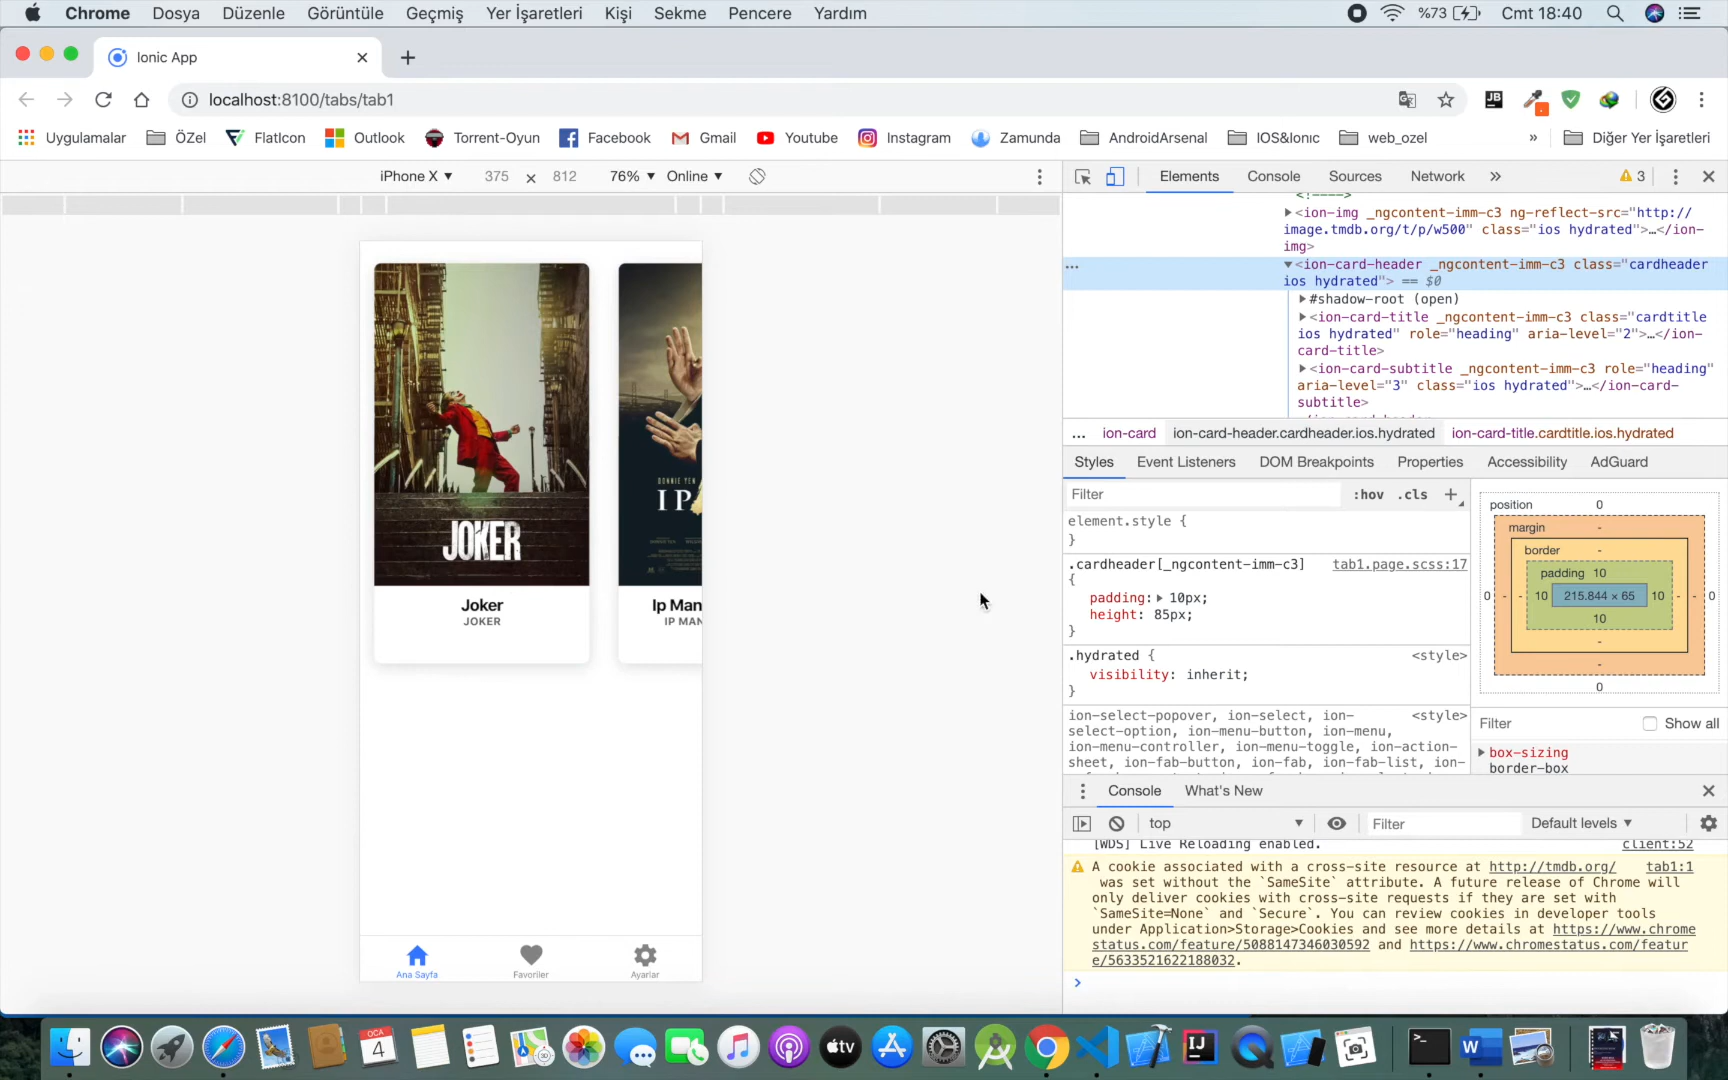 Chrome Dosya Düzenle Görüntüle Geçmiş Yer İşaretleri Kişi Sekme Pencere Yardım %73 Cmt 18:40
Ionic App
localhost:8100/tabs/tab1
Uygulamalar ÖZel FlatIcon Outlook Torrent-Oyun Facebook Gmail Youtube Instagram Zamunda AndroidArsenal IOS&Ionic web_ozel » Diğer Yer İşaretleri
iPhone X ▼ 375 × 812 76% ▼ Online ▼
Elements Console Sources Network » 3
<!---->
▶<ion-img _ngcontent-imm-c3 ng-reflect-src="http://
image.tmdb.org/t/p/w500" class="ios hydrated">…</ion-
img>
… ▼<ion-card-header _ngcontent-imm-c3 class="cardheader
ios hydrated"> == $0
▶#shadow-root (open)
▶<ion-card-title _ngcontent-imm-c3 class="cardtitle
ios hydrated" role="heading" aria-level="2">…</ion-
card-title>
▶<ion-card-subtitle _ngcontent-imm-c3 role="heading"
aria-level="3" class="ios hydrated">…</ion-card-
subtitle>
... ion-card ion-card-header.cardheader.ios.hydrated ion-card-title.cardtitle.ios.hydrated
Styles Event Listeners DOM Breakpoints Properties Accessibility AdGuard
Filter :hov .cls +
element.style {
}
.cardheader[_ngcontent-imm-c3] tab1.page.scss:17
{
padding:▶ 10px;
height: 85px;
}
.hydrated { <style>
visibility: inherit;
}
ion-select-popover, ion-select, ion- <style>
select-option, ion-menu-button, ion-menu,
ion-menu-controller, ion-menu-toggle, ion-action-
sheet, ion-fab-button, ion-fab, ion-fab-list, ion-
position 0
margin -
border -
padding 10
0 - - 10 215.844 × 65 10 - - 0
10
-
-
0
Filter Show all
▶ box-sizing
border-box
Console What's New
top ▼ Filter Default levels ▼
[WDS] Live Reloading enabled. client:52
A cookie associated with a cross-site resource at http://tmdb.org/ tab1:1
was set without the `SameSite` attribute. A future release of Chrome will
only deliver cookies with cross-site requests if they are set with
`SameSite=None` and `Secure`. You can review cookies in developer tools
under Application>Storage>Cookies and see more details at https://www.chrome
status.com/feature/5088147346030592 and https://www.chromestatus.com/featur
e/5633521622188032.
JOKER
Joker
JOKER
DONNIE YEN
IP
Ip Man
IP MAN
Ana Sayfa Favoriler Ayarlar
OCA
4
tv